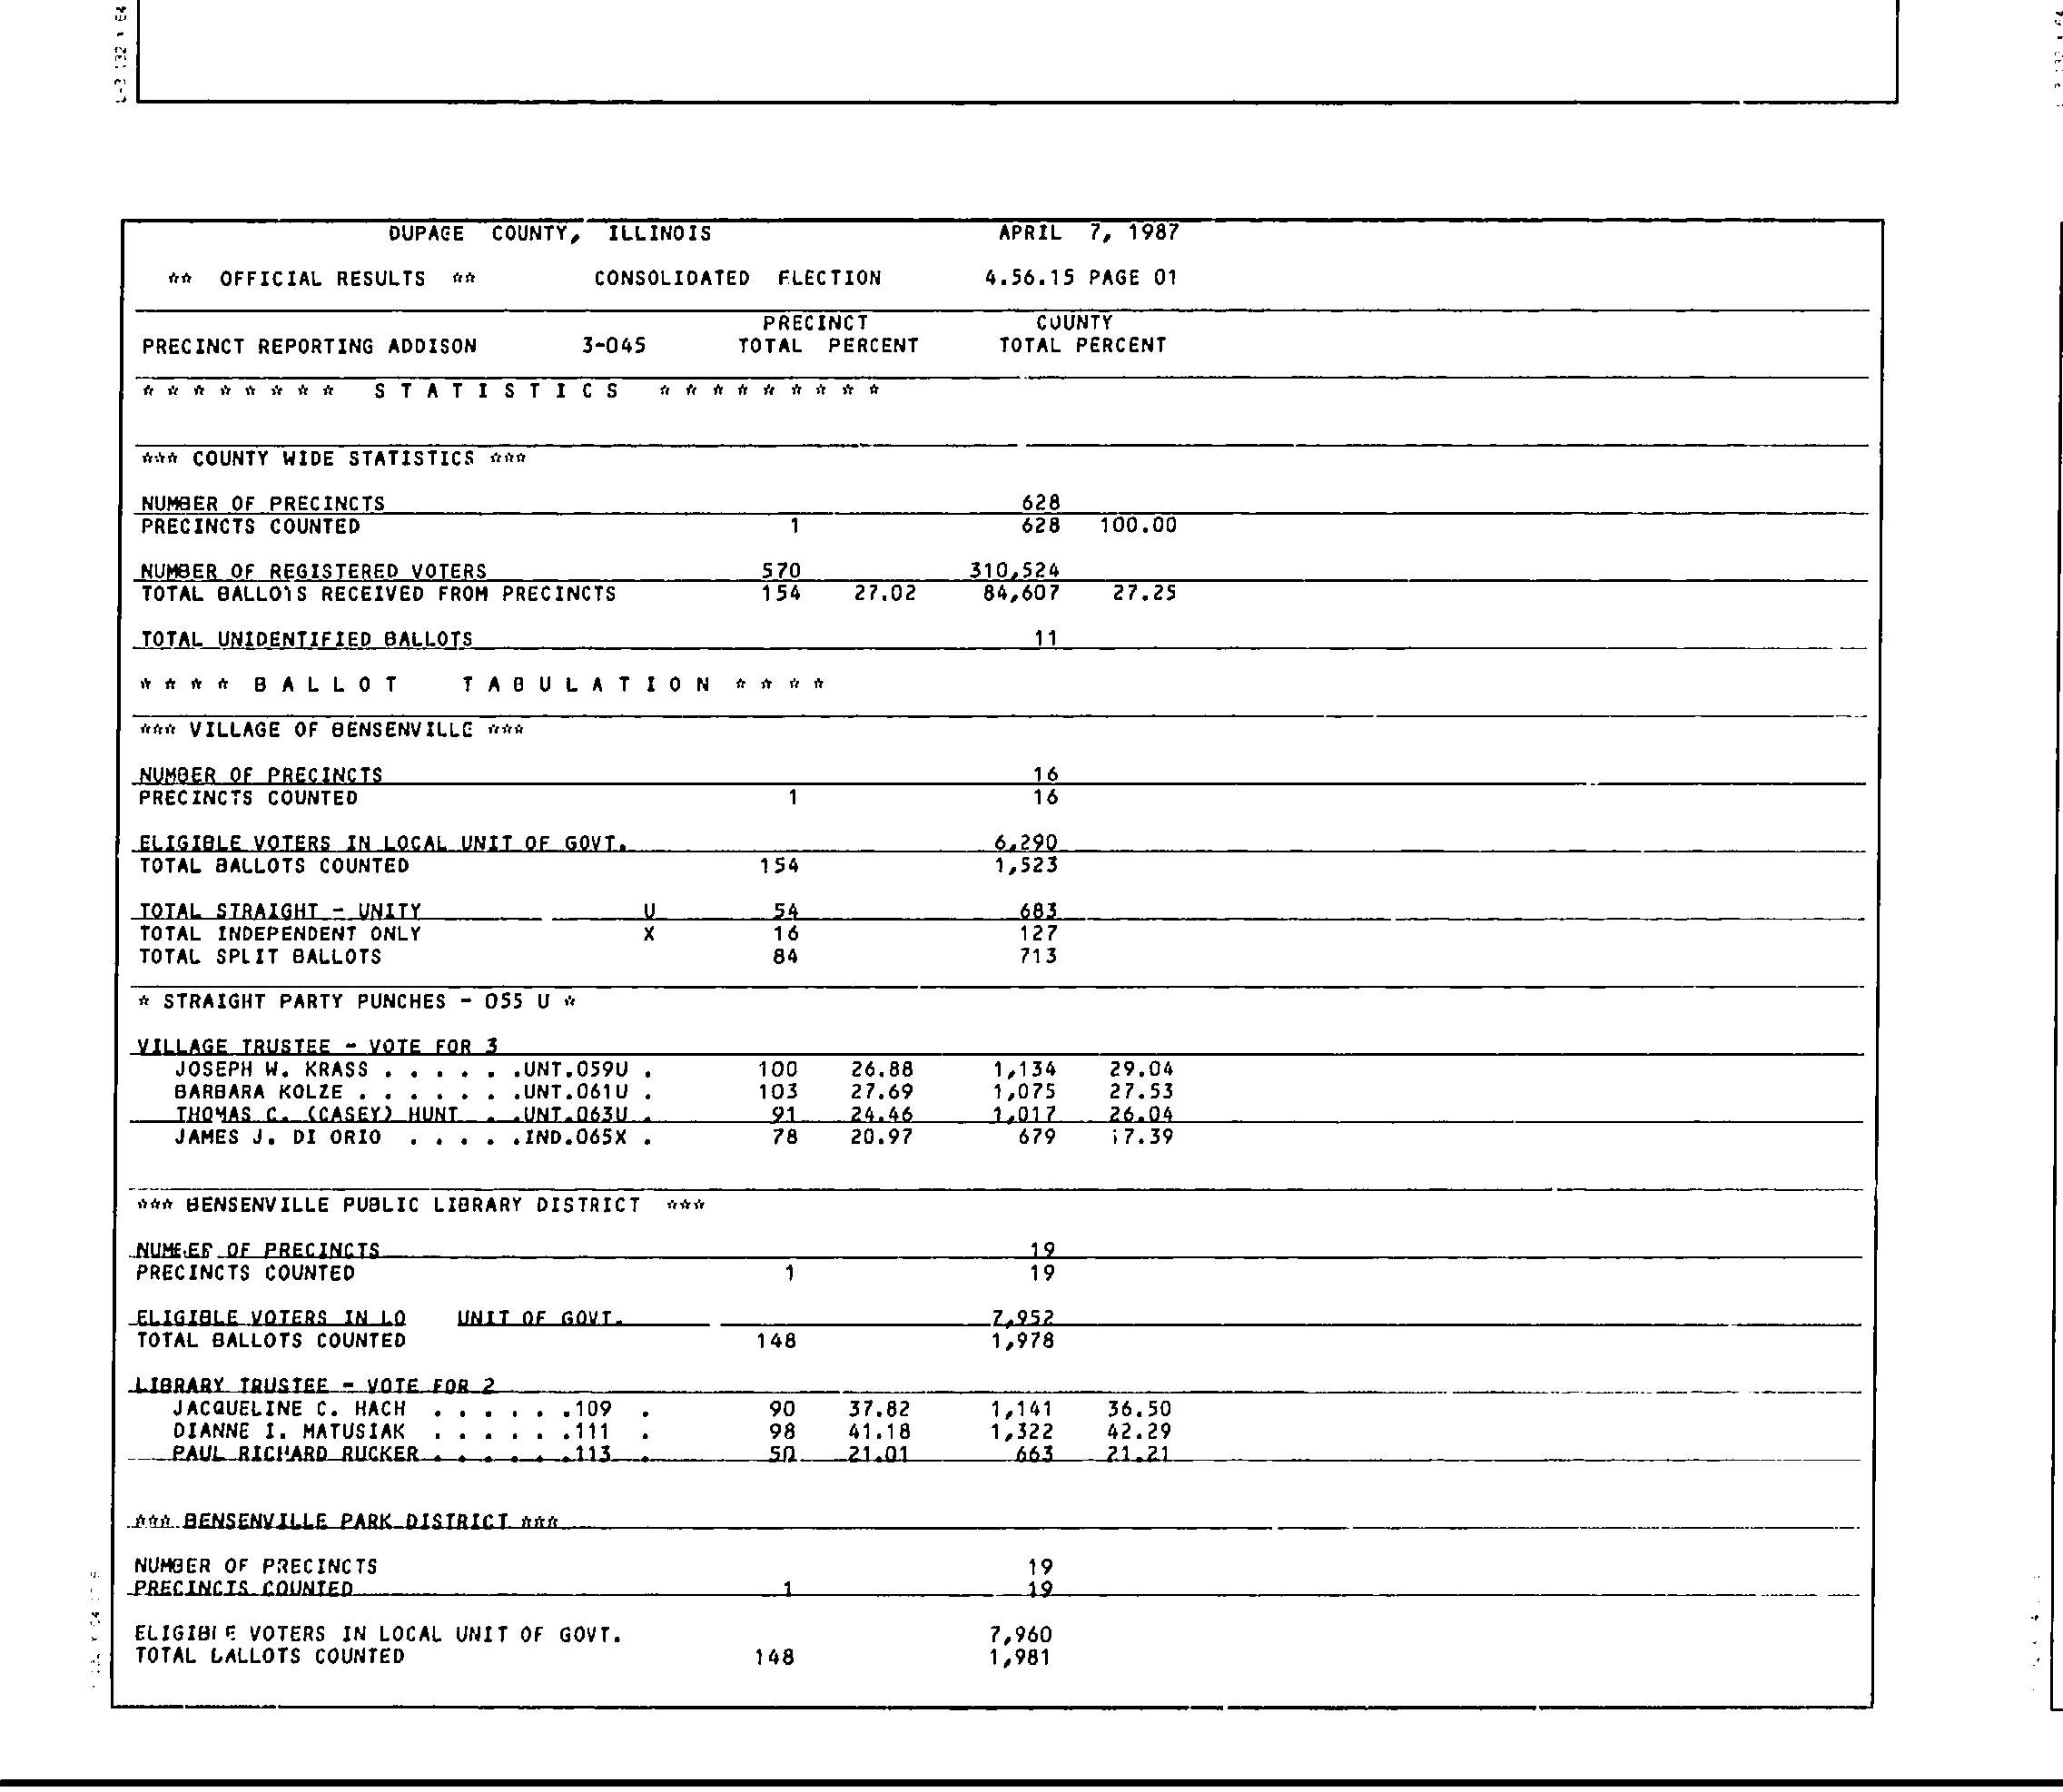 DUPAGE COUNTY, ILLINOIS APRIL 7, 1987
** OFFICIAL RESULTS ** CONSOLIDATED ELECTION 4.56.15 PAGE 01
PRECINCT COUNTY
PRECINCT REPORTING ADDISON 3-045 TOTAL PERCENT TOTAL PERCENT
* * * * * * * * S T A T I S T I C S * * * * * * * * *
*** COUNTY WIDE STATISTICS ***
NUMBER OF PRECINCTS 628
PRECINCTS COUNTED 1 628 100.00
NUMBER OF REGISTERED VOTERS 570 310,524
TOTAL BALLOTS RECEIVED FROM PRECINCTS 154 27.02 84,607 27.25
TOTAL UNIDENTIFIED BALLOTS 11
* * * * B A L L O T T A B U L A T I O N * * * *
*** VILLAGE OF BENSENVILLE ***
NUMBER OF PRECINCTS 16
PRECINCTS COUNTED 1 16
ELIGIBLE VOTERS IN LOCAL UNIT OF GOVT. 6,290
TOTAL BALLOTS COUNTED 154 1,523
TOTAL STRAIGHT - UNITY U 54 683
TOTAL INDEPENDENT ONLY X 16 127
TOTAL SPLIT BALLOTS 84 713
* STRAIGHT PARTY PUNCHES - 055 U *
VILLAGE TRUSTEE - VOTE FOR 3
JOSEPH W. KRASS . . . . . .UNT.059U . 100 26.88 1,134 29.04
BARBARA KOLZE . . . . . . .UNT.061U . 103 27.69 1,075 27.53
THOMAS C. (CASEY) HUNT . .UNT.063U . 91 24.46 1,017 26.04
JAMES J. DI ORIO . . . . .IND.065X . 78 20.97 679 17.39
*** BENSENVILLE PUBLIC LIBRARY DISTRICT ***
NUMBER OF PRECINCTS 19
PRECINCTS COUNTED 1 19
ELIGIBLE VOTERS IN LO UNIT OF GOVT. 7,952
TOTAL BALLOTS COUNTED 148 1,978
LIBRARY TRUSTEE - VOTE FOR 2
JACQUELINE C. HACH . . . . . .109 . 90 37.82 1,141 36.50
DIANNE I. MATUSIAK . . . . . .111 . 98 41.18 1,322 42.29
PAUL RICHARD RUCKER . . . . . .113 . 50 21.01 663 21.21
*** BENSENVILLE PARK DISTRICT ***
NUMBER OF PRECINCTS 19
PRECINCTS COUNTED 1 19
ELIGIBLE VOTERS IN LOCAL UNIT OF GOVT. 7,960
TOTAL BALLOTS COUNTED 148 1,981